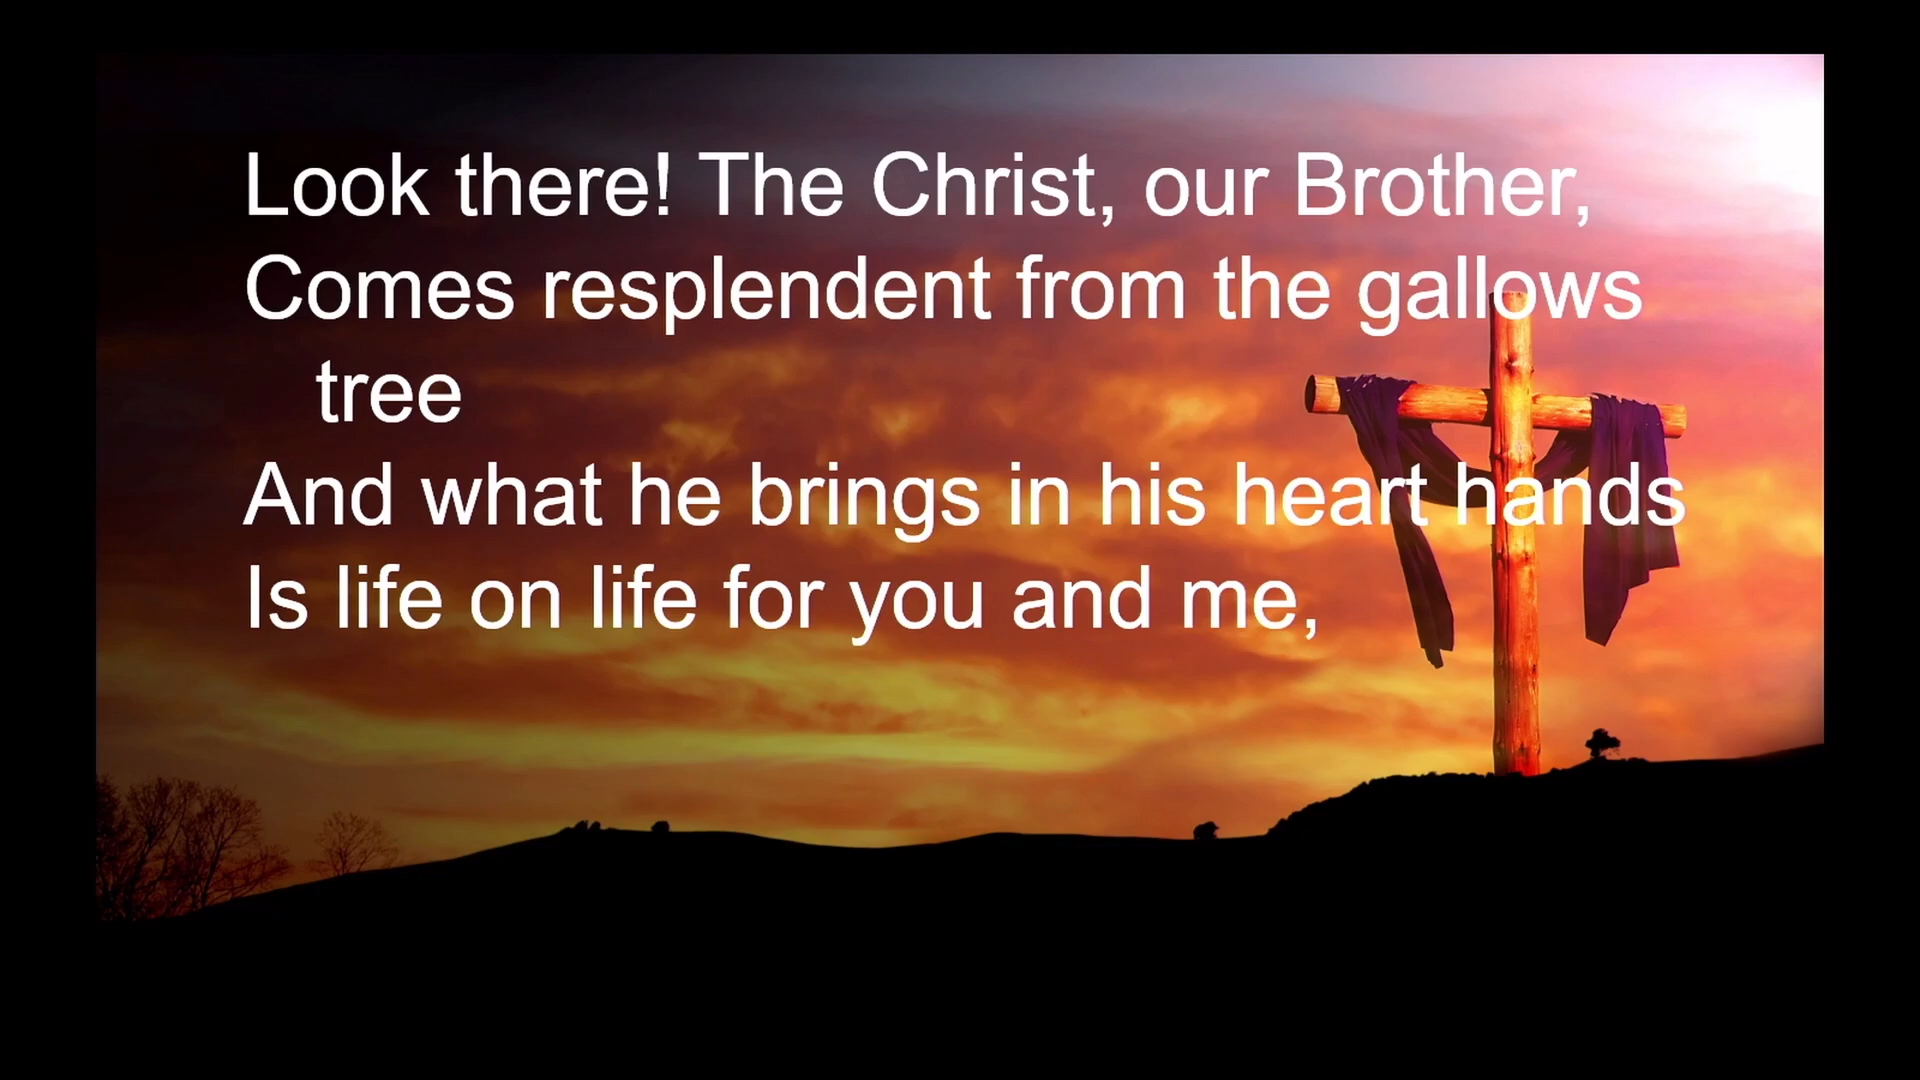 Look there! The Christ, our Brother,
Comes resplendent from the gallows
tree
And what he brings in his heart hands
Is life on life for you and me,